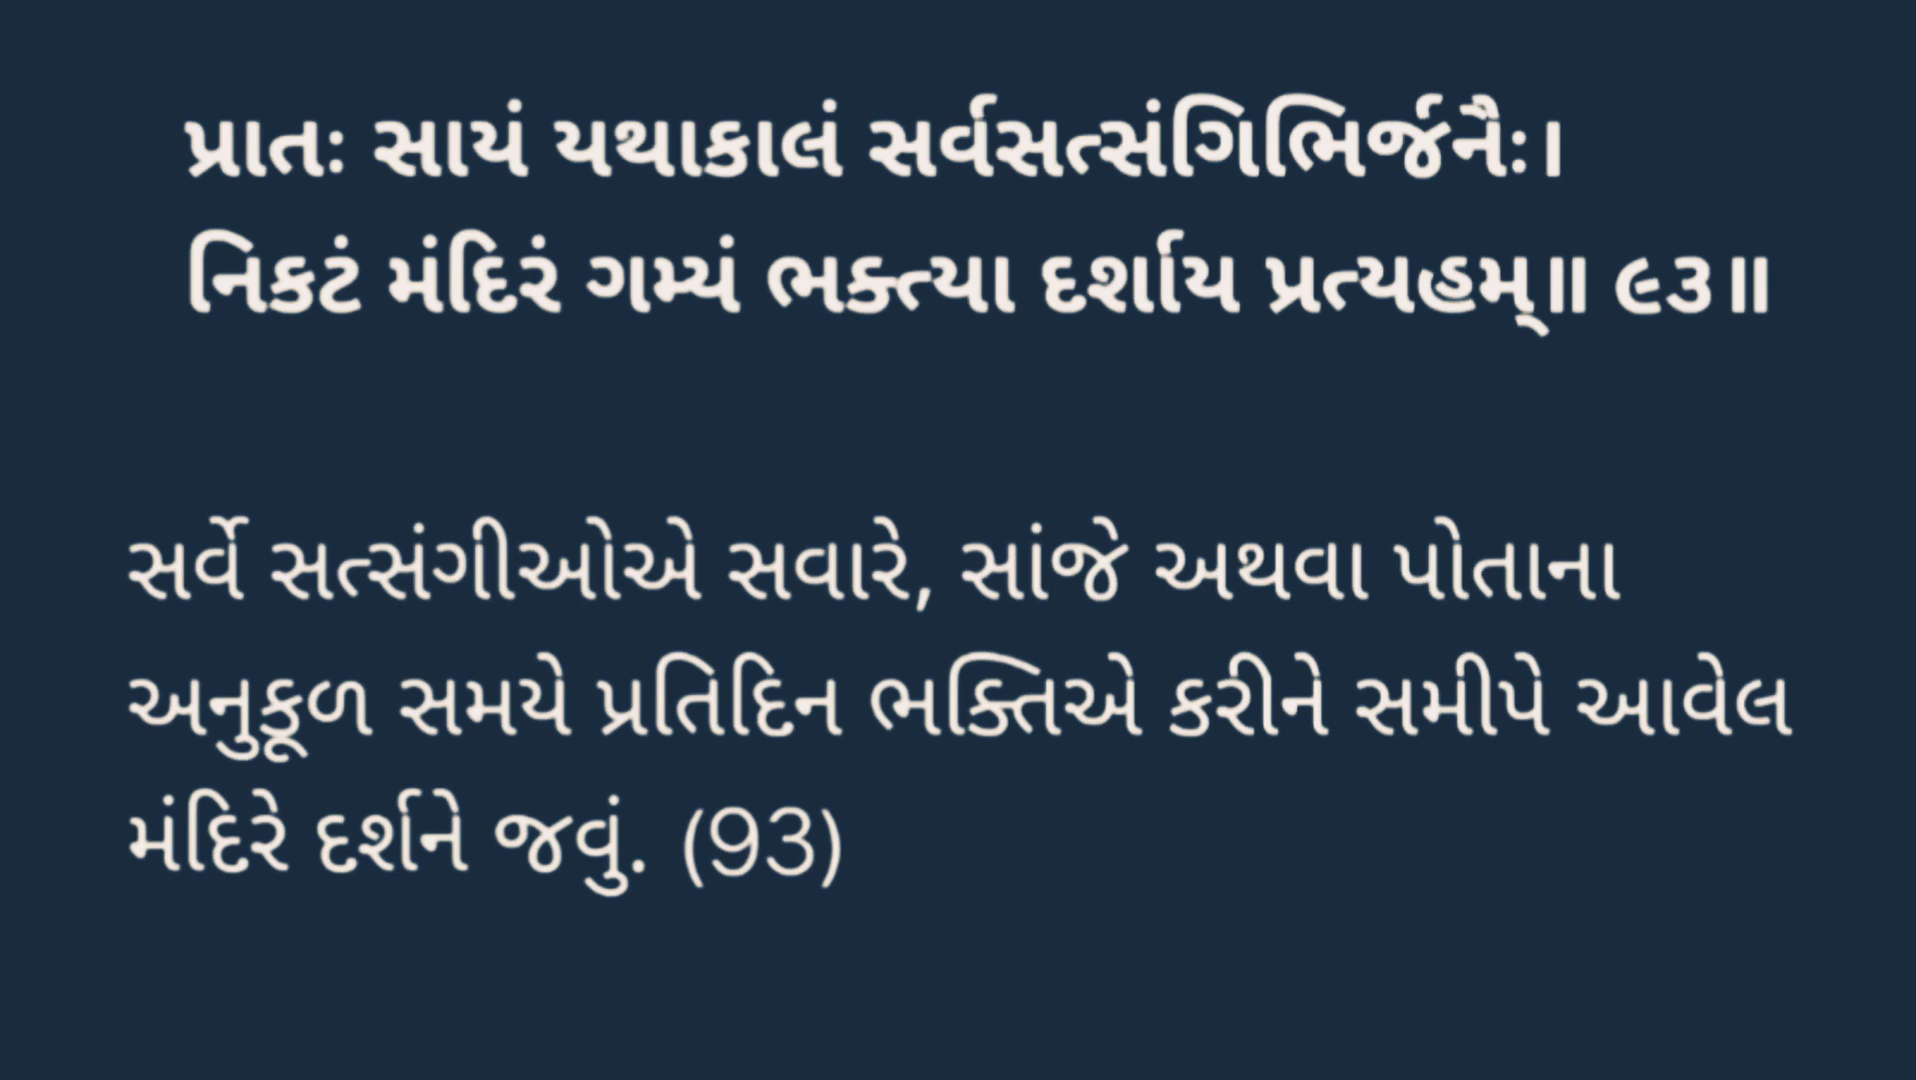 પ્રાતઃ સાયં યથાકાલં સર્વસત્સંગિભિર્જનૈઃ।
નિકટં મંદિરં ગમ્યં ભક્ત્યા દર્શાય પ્રત્યહમ્॥ ૯૩॥
સર્વે સત્સંગીઓએ સવારે, સાંજે અથવા પોતાના
અનુકૂળ સમયે પ્રતિદિન ભક્તિએ કરીને સમીપે આવેલ
મંદિરે દર્શને જવું. (93)